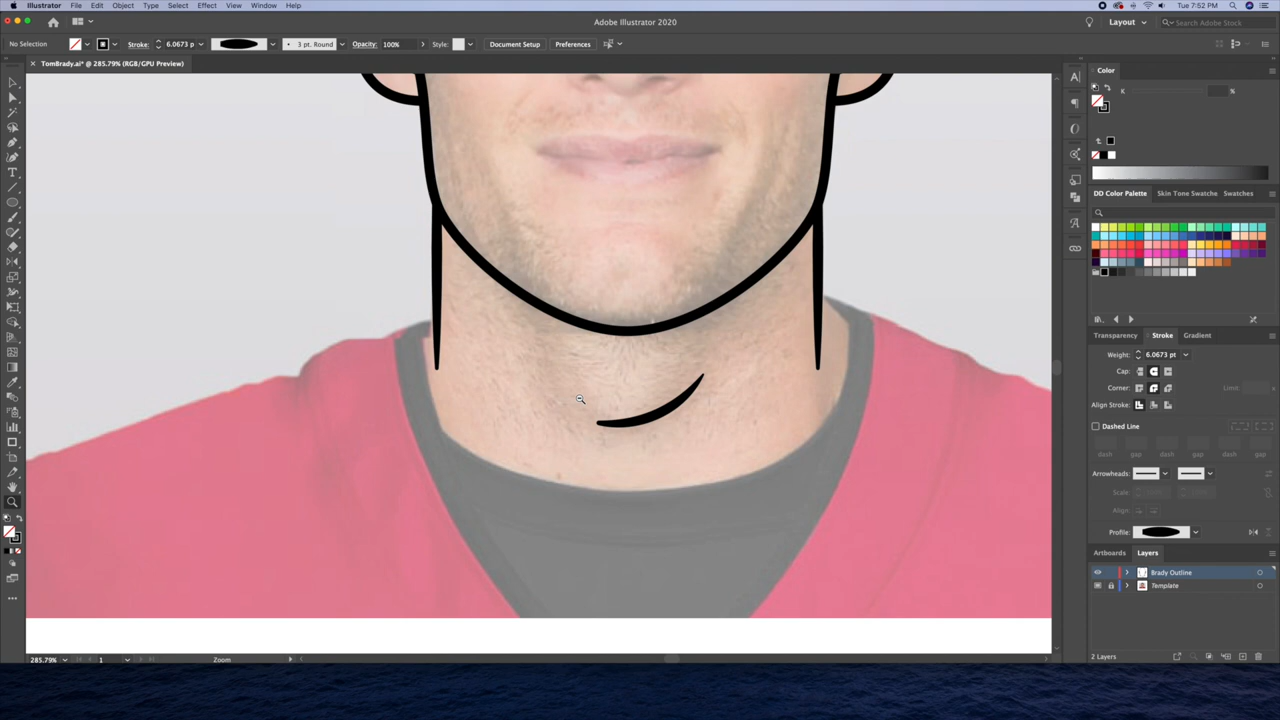 Illustrator File Edit Object Type Select Effect View Window Help Tue 7:52 PM
Adobe Illustrator 2020 Layout Search Adobe Stock
No Selection Stroke: 6.0673 pt 3 pt. Round Opacity: 100% Style: Document Setup Preferences
TomBrady.ai* @ 285.79% (RGB/GPU Preview)
Color
K %
DD Color Palette Skin Tone Swatche Swatches
Transparency Stroke Gradient
Weight: 6.0673 pt
Cap:
Corner: Limit:
Align Stroke:
Dashed Line
dash gap dash gap dash gap
Arrowheads:
Scale:
Align:
Profile:
Artboards Layers
Brady Outline
Template
285.79% 1 Zoom 2 Layers